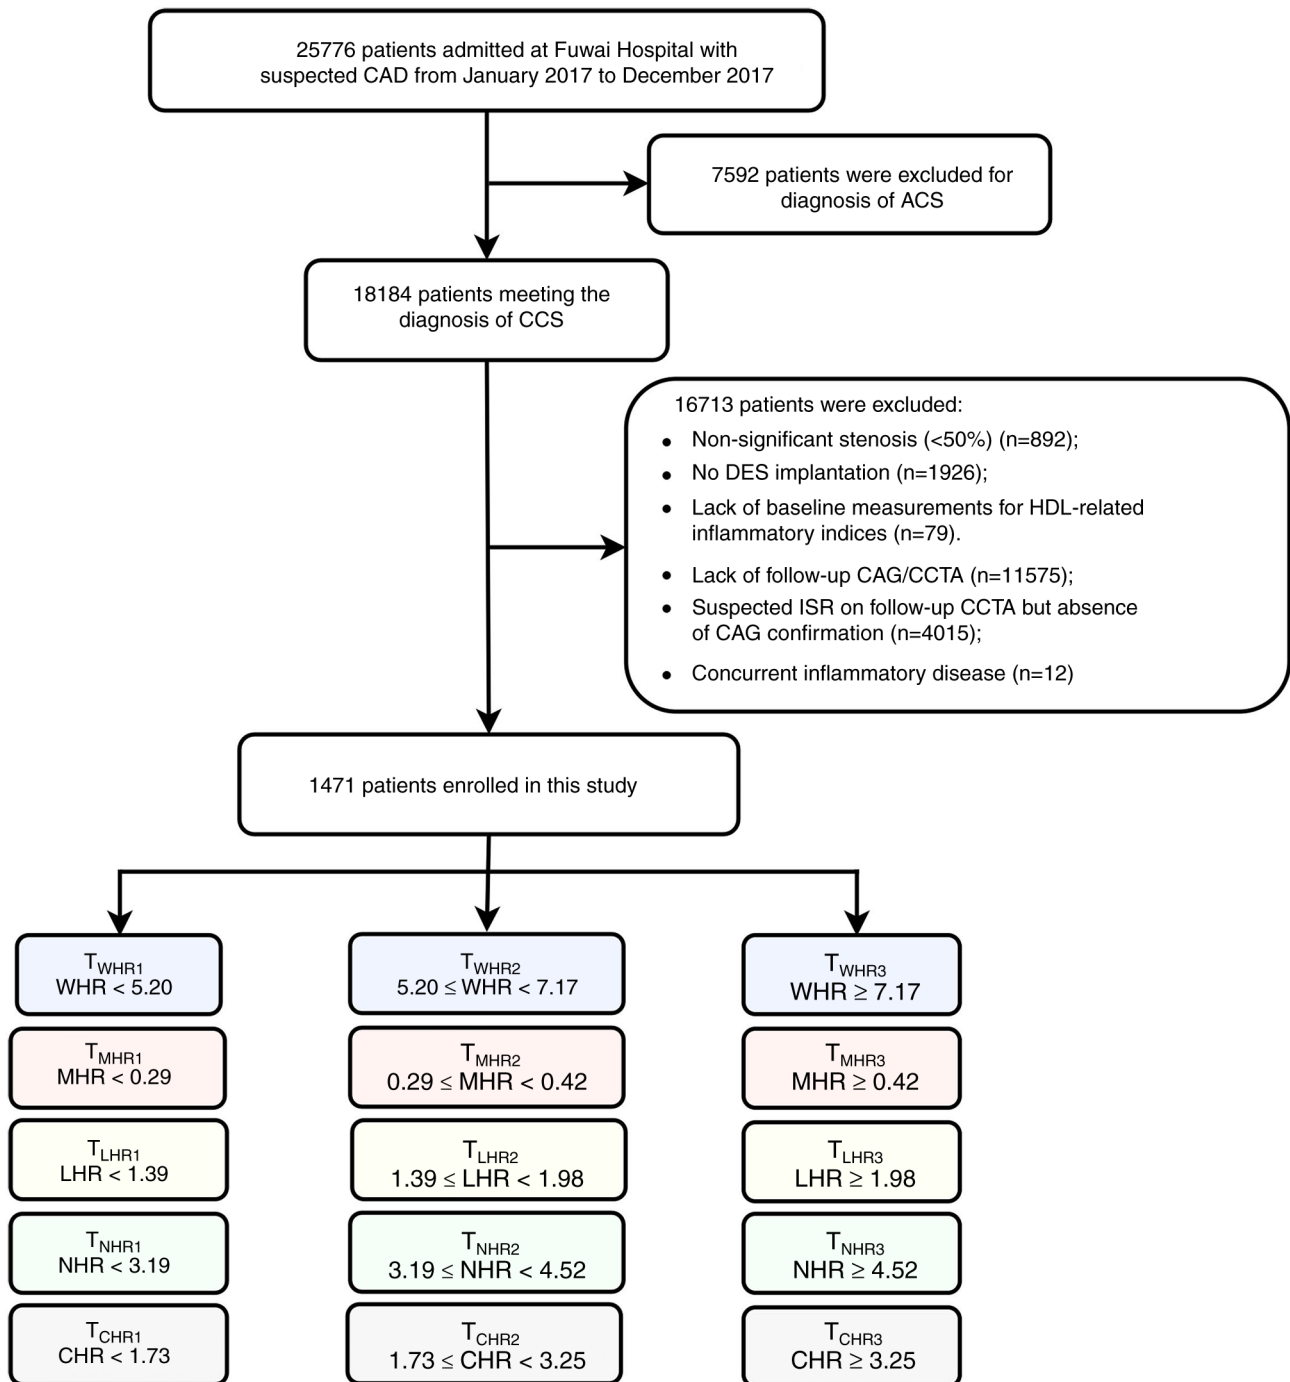 25776 patients admitted at Fuwai Hospital with
suspected CAD from January 2017 to December 2017
7592 patients were excluded for
diagnosis of ACS
18184 patients meeting the
diagnosis of CCS
16713 patients were excluded:
• Non-significant stenosis (<50%) (n=892);
• No DES implantation (n=1926);
• Lack of baseline measurements for HDL-related
inflammatory indices (n=79).
• Lack of follow-up CAG/CCTA (n=11575);
• Suspected ISR on follow-up CCTA but absence
of CAG confirmation (n=4015);
• Concurrent inflammatory disease (n=12)
1471 patients enrolled in this study
TWHR1
WHR < 5.20
TWHR2
5.20 ≤ WHR < 7.17
TWHR3
WHR ≥ 7.17
TMHR1
MHR < 0.29
TMHR2
0.29 ≤ MHR < 0.42
TMHR3
MHR ≥ 0.42
TLHR1
LHR < 1.39
TLHR2
1.39 ≤ LHR < 1.98
TLHR3
LHR ≥ 1.98
TNHR1
NHR < 3.19
TNHR2
3.19 ≤ NHR < 4.52
TNHR3
NHR ≥ 4.52
TCHR1
CHR < 1.73
TCHR2
1.73 ≤ CHR < 3.25
TCHR3
CHR ≥ 3.25